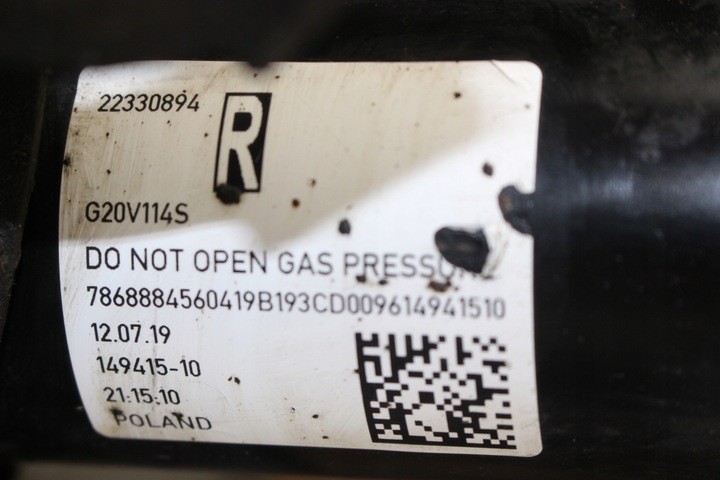 22330894
R
G20V114S
DO NOT OPEN GAS PRESSURE
7868884560419B193CD009614941510
12.07.19
149415-10
21:15:10
POLAND